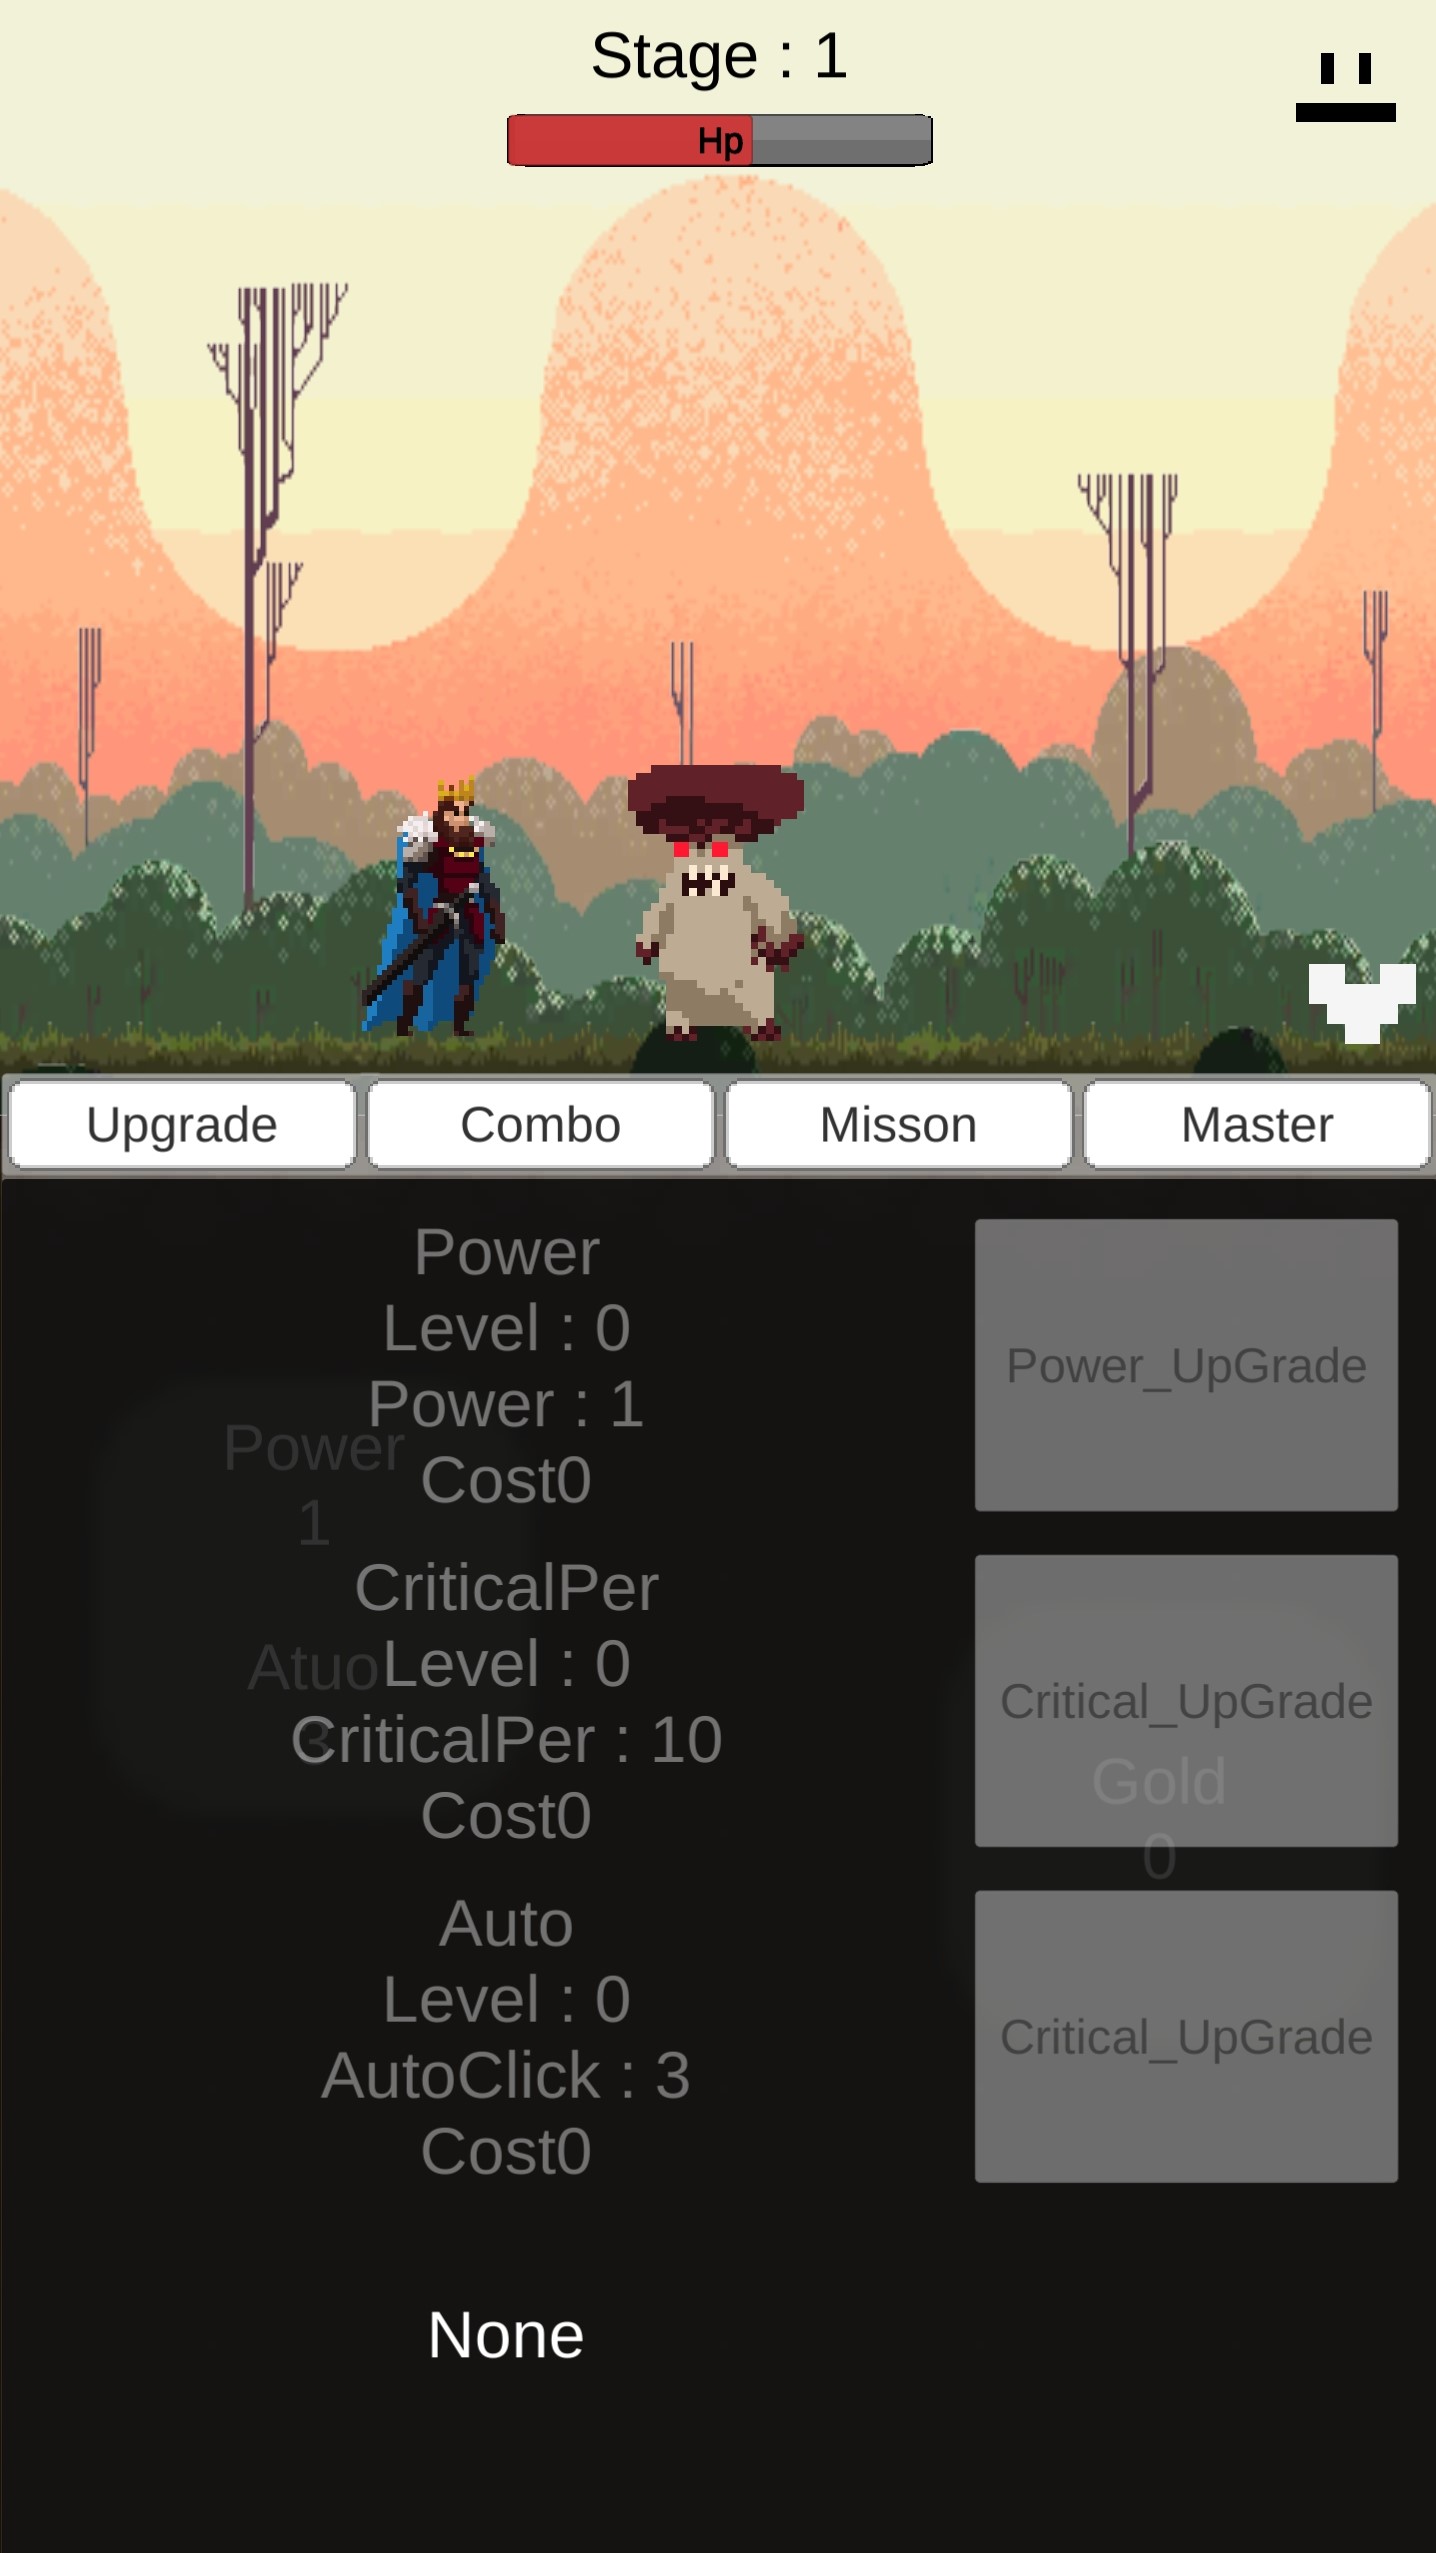 Stage : 1
Hp
Upgrade
Combo
Misson
Master
Power
Level : 0
Power : 1
Cost0
Power_UpGrade
Power
1
CriticalPer
Level : 0
CriticalPer : 10
Cost0
Critical_UpGrade
Atuo
3
Gold
0
Auto
Level : 0
AutoClick : 3
Cost0
Critical_UpGrade
None